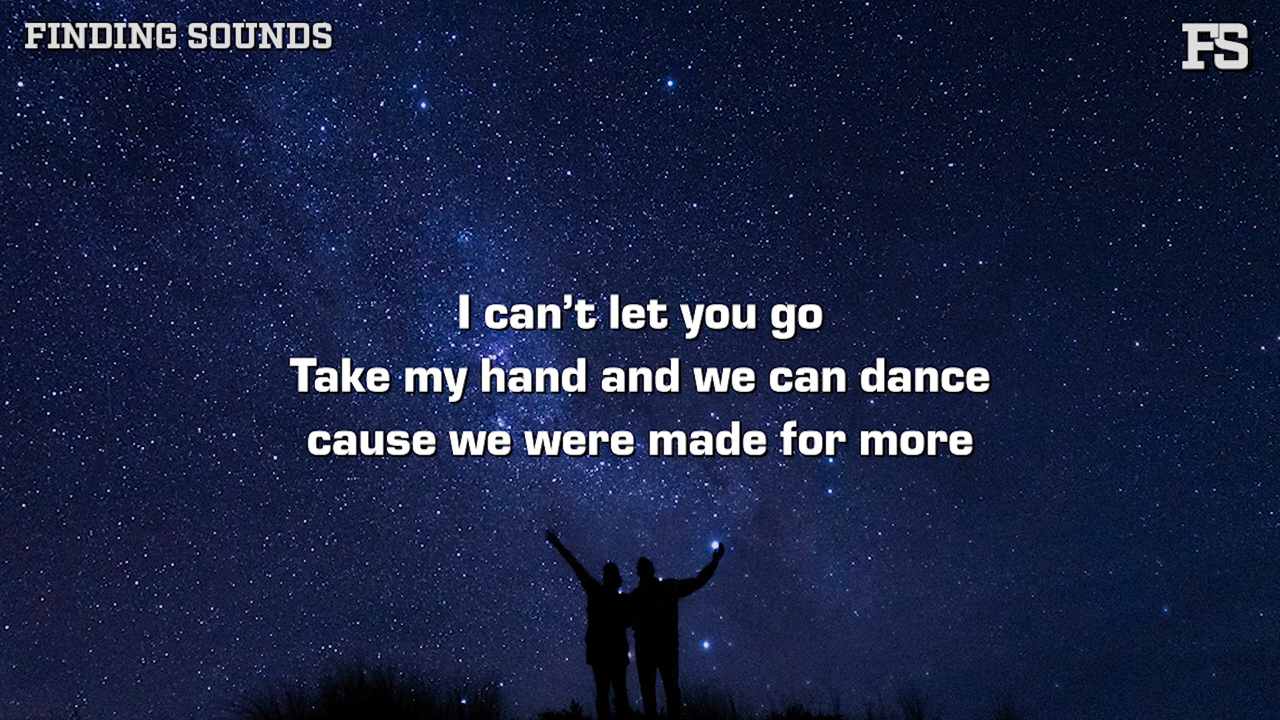 FINDING SOUNDS
FS
I can’t let you go
Take my hand and we can dance
cause we were made for more